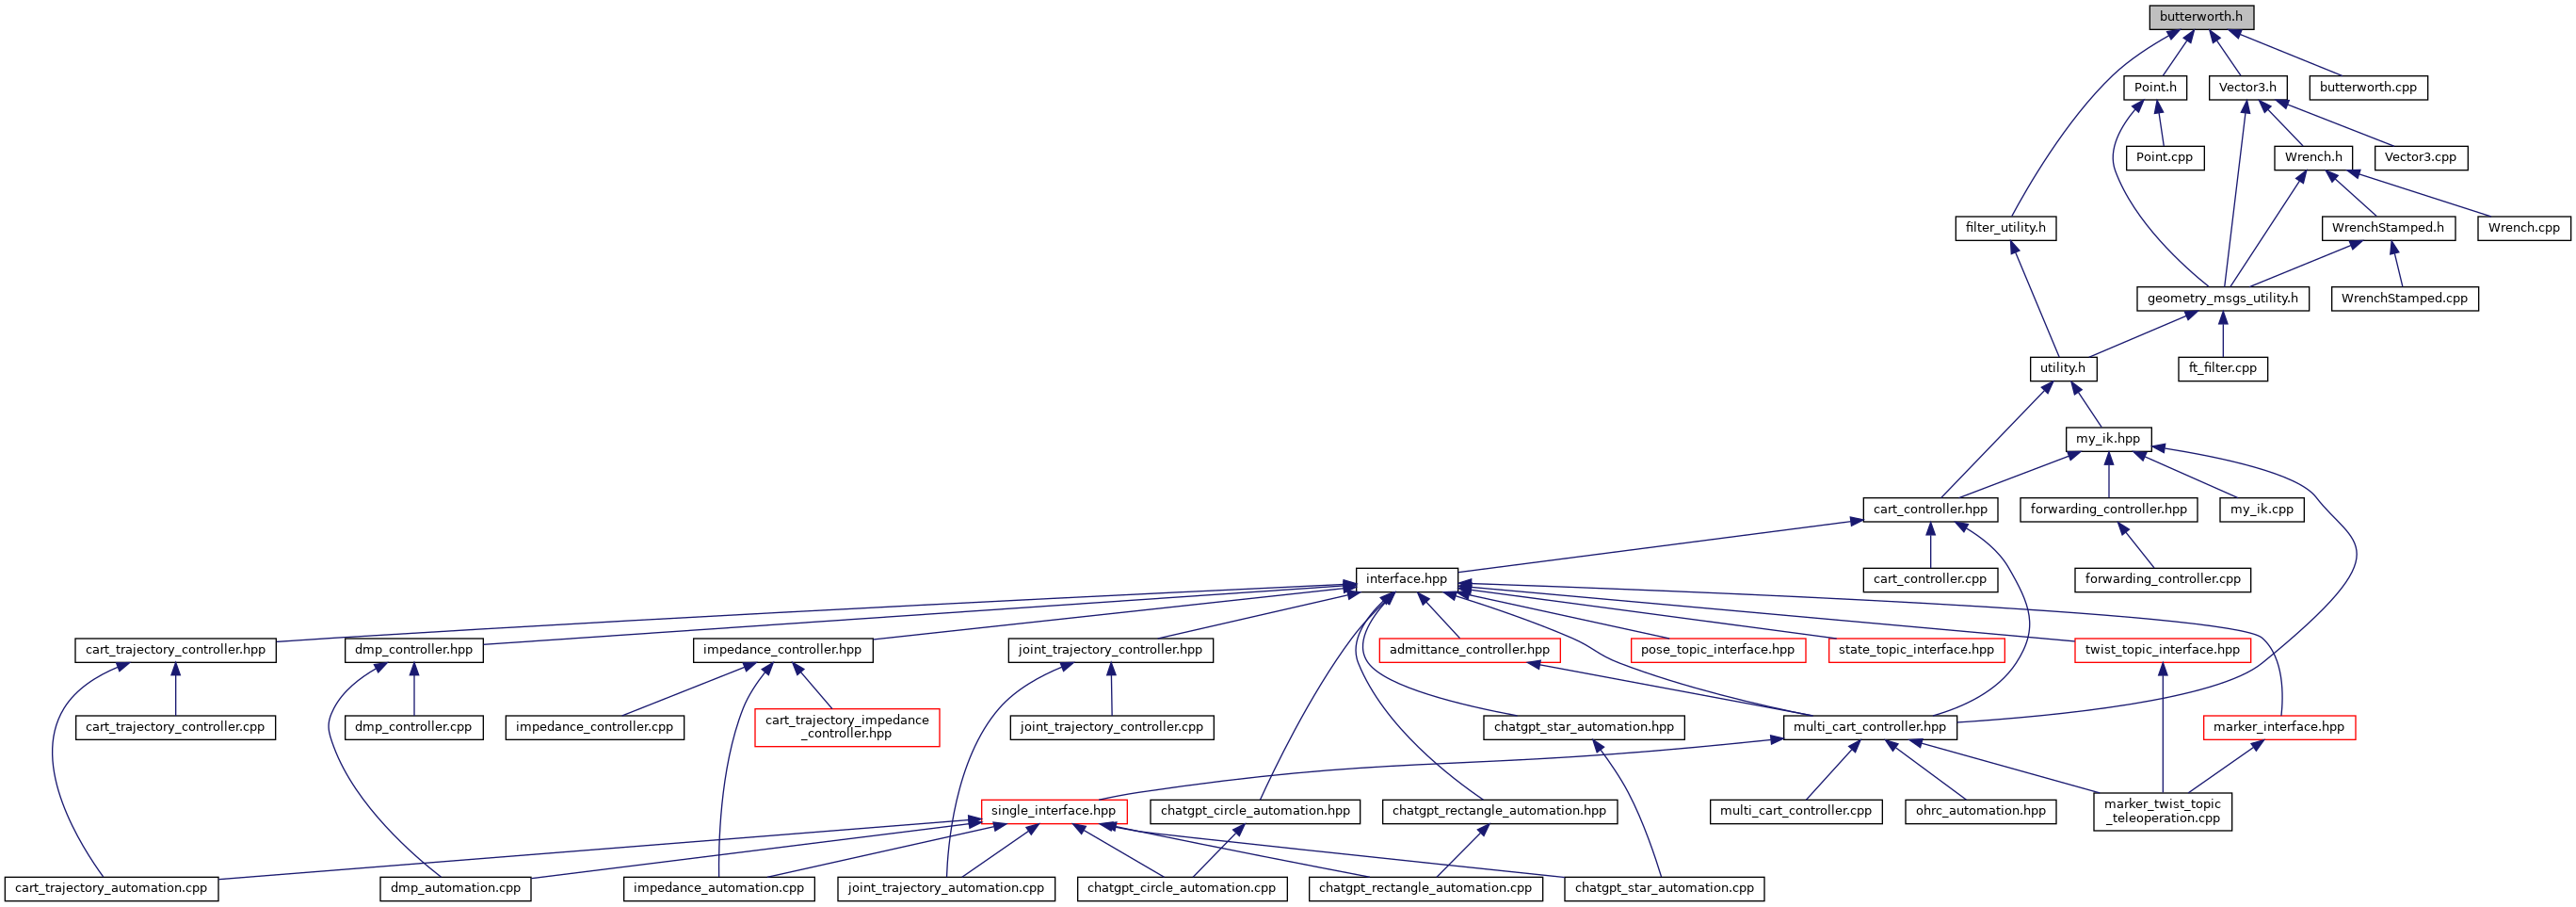 butterworth.h
Point.h
Vector3.h
butterworth.cpp
Point.cpp
Wrench.h
Vector3.cpp
filter_utility.h
WrenchStamped.h
Wrench.cpp
geometry_msgs_utility.h
WrenchStamped.cpp
utility.h
ft_filter.cpp
my_ik.hpp
cart_controller.hpp
forwarding_controller.hpp
my_ik.cpp
interface.hpp
cart_controller.cpp
forwarding_controller.cpp
cart_trajectory_controller.hpp
dmp_controller.hpp
impedance_controller.hpp
joint_trajectory_controller.hpp
admittance_controller.hpp
pose_topic_interface.hpp
state_topic_interface.hpp
twist_topic_interface.hpp
cart_trajectory_controller.cpp
dmp_controller.cpp
impedance_controller.cpp
cart_trajectory_impedance
_controller.hpp
joint_trajectory_controller.cpp
chatgpt_star_automation.hpp
multi_cart_controller.hpp
marker_interface.hpp
single_interface.hpp
chatgpt_circle_automation.hpp
chatgpt_rectangle_automation.hpp
multi_cart_controller.cpp
ohrc_automation.hpp
marker_twist_topic
_teleoperation.cpp
cart_trajectory_automation.cpp
dmp_automation.cpp
impedance_automation.cpp
joint_trajectory_automation.cpp
chatgpt_circle_automation.cpp
chatgpt_rectangle_automation.cpp
chatgpt_star_automation.cpp